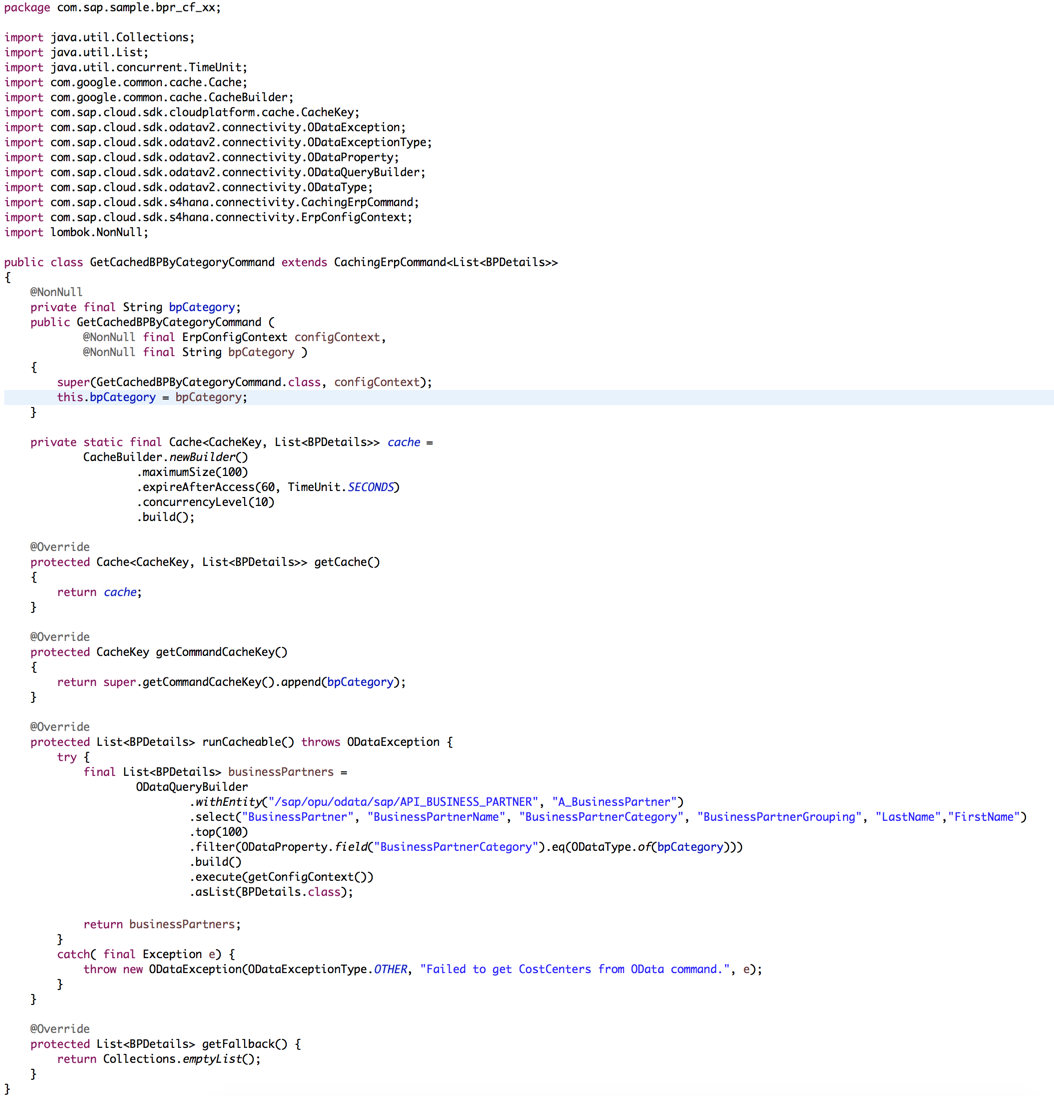 package com.sap.sample.bpr_cf_xx;

import java.util.Collections;
import java.util.List;
import java.util.concurrent.TimeUnit;
import com.google.common.cache.Cache;
import com.google.common.cache.CacheBuilder;
import com.sap.cloud.sdk.cloudplatform.cache.CacheKey;
import com.sap.cloud.sdk.odatav2.connectivity.ODataException;
import com.sap.cloud.sdk.odatav2.connectivity.ODataExceptionType;
import com.sap.cloud.sdk.odatav2.connectivity.ODataProperty;
import com.sap.cloud.sdk.odatav2.connectivity.ODataQueryBuilder;
import com.sap.cloud.sdk.odatav2.connectivity.ODataType;
import com.sap.cloud.sdk.s4hana.connectivity.CachingErpCommand;
import com.sap.cloud.sdk.s4hana.connectivity.ErpConfigContext;
import lombok.NonNull;

public class GetCachedBPByCategoryCommand extends CachingErpCommand<List<BPDetails>>
{
    @NonNull
    private final String bpCategory;
    public GetCachedBPByCategoryCommand (
            @NonNull final ErpConfigContext configContext,
            @NonNull final String bpCategory )
    {
        super(GetCachedBPByCategoryCommand.class, configContext);
        this.bpCategory = bpCategory;
    }

    private static final Cache<CacheKey, List<BPDetails>> cache =
            CacheBuilder.newBuilder()
                    .maximumSize(100)
                    .expireAfterAccess(60, TimeUnit.SECONDS)
                    .concurrencyLevel(10)
                    .build();

    @Override
    protected Cache<CacheKey, List<BPDetails>> getCache()
    {
        return cache;
    }

    @Override
    protected CacheKey getCommandCacheKey()
    {
        return super.getCommandCacheKey().append(bpCategory);
    }

    @Override
    protected List<BPDetails> runCacheable() throws ODataException {
        try {
            final List<BPDetails> businessPartners =
                    ODataQueryBuilder
                            .withEntity("/sap/opu/odata/sap/API_BUSINESS_PARTNER", "A_BusinessPartner")
                            .select("BusinessPartner", "BusinessPartnerName", "BusinessPartnerCategory", "BusinessPartnerGrouping", "LastName","FirstName")
                            .top(100)
                            .filter(ODataProperty.field("BusinessPartnerCategory").eq(ODataType.of(bpCategory)))
                            .build()
                            .execute(getConfigContext())
                            .asList(BPDetails.class);

            return businessPartners;
        }
        catch( final Exception e) {
            throw new ODataException(ODataExceptionType.OTHER, "Failed to get CostCenters from OData command.", e);
        }
    }

    @Override
    protected List<BPDetails> getFallback() {
        return Collections.emptyList();
    }
}